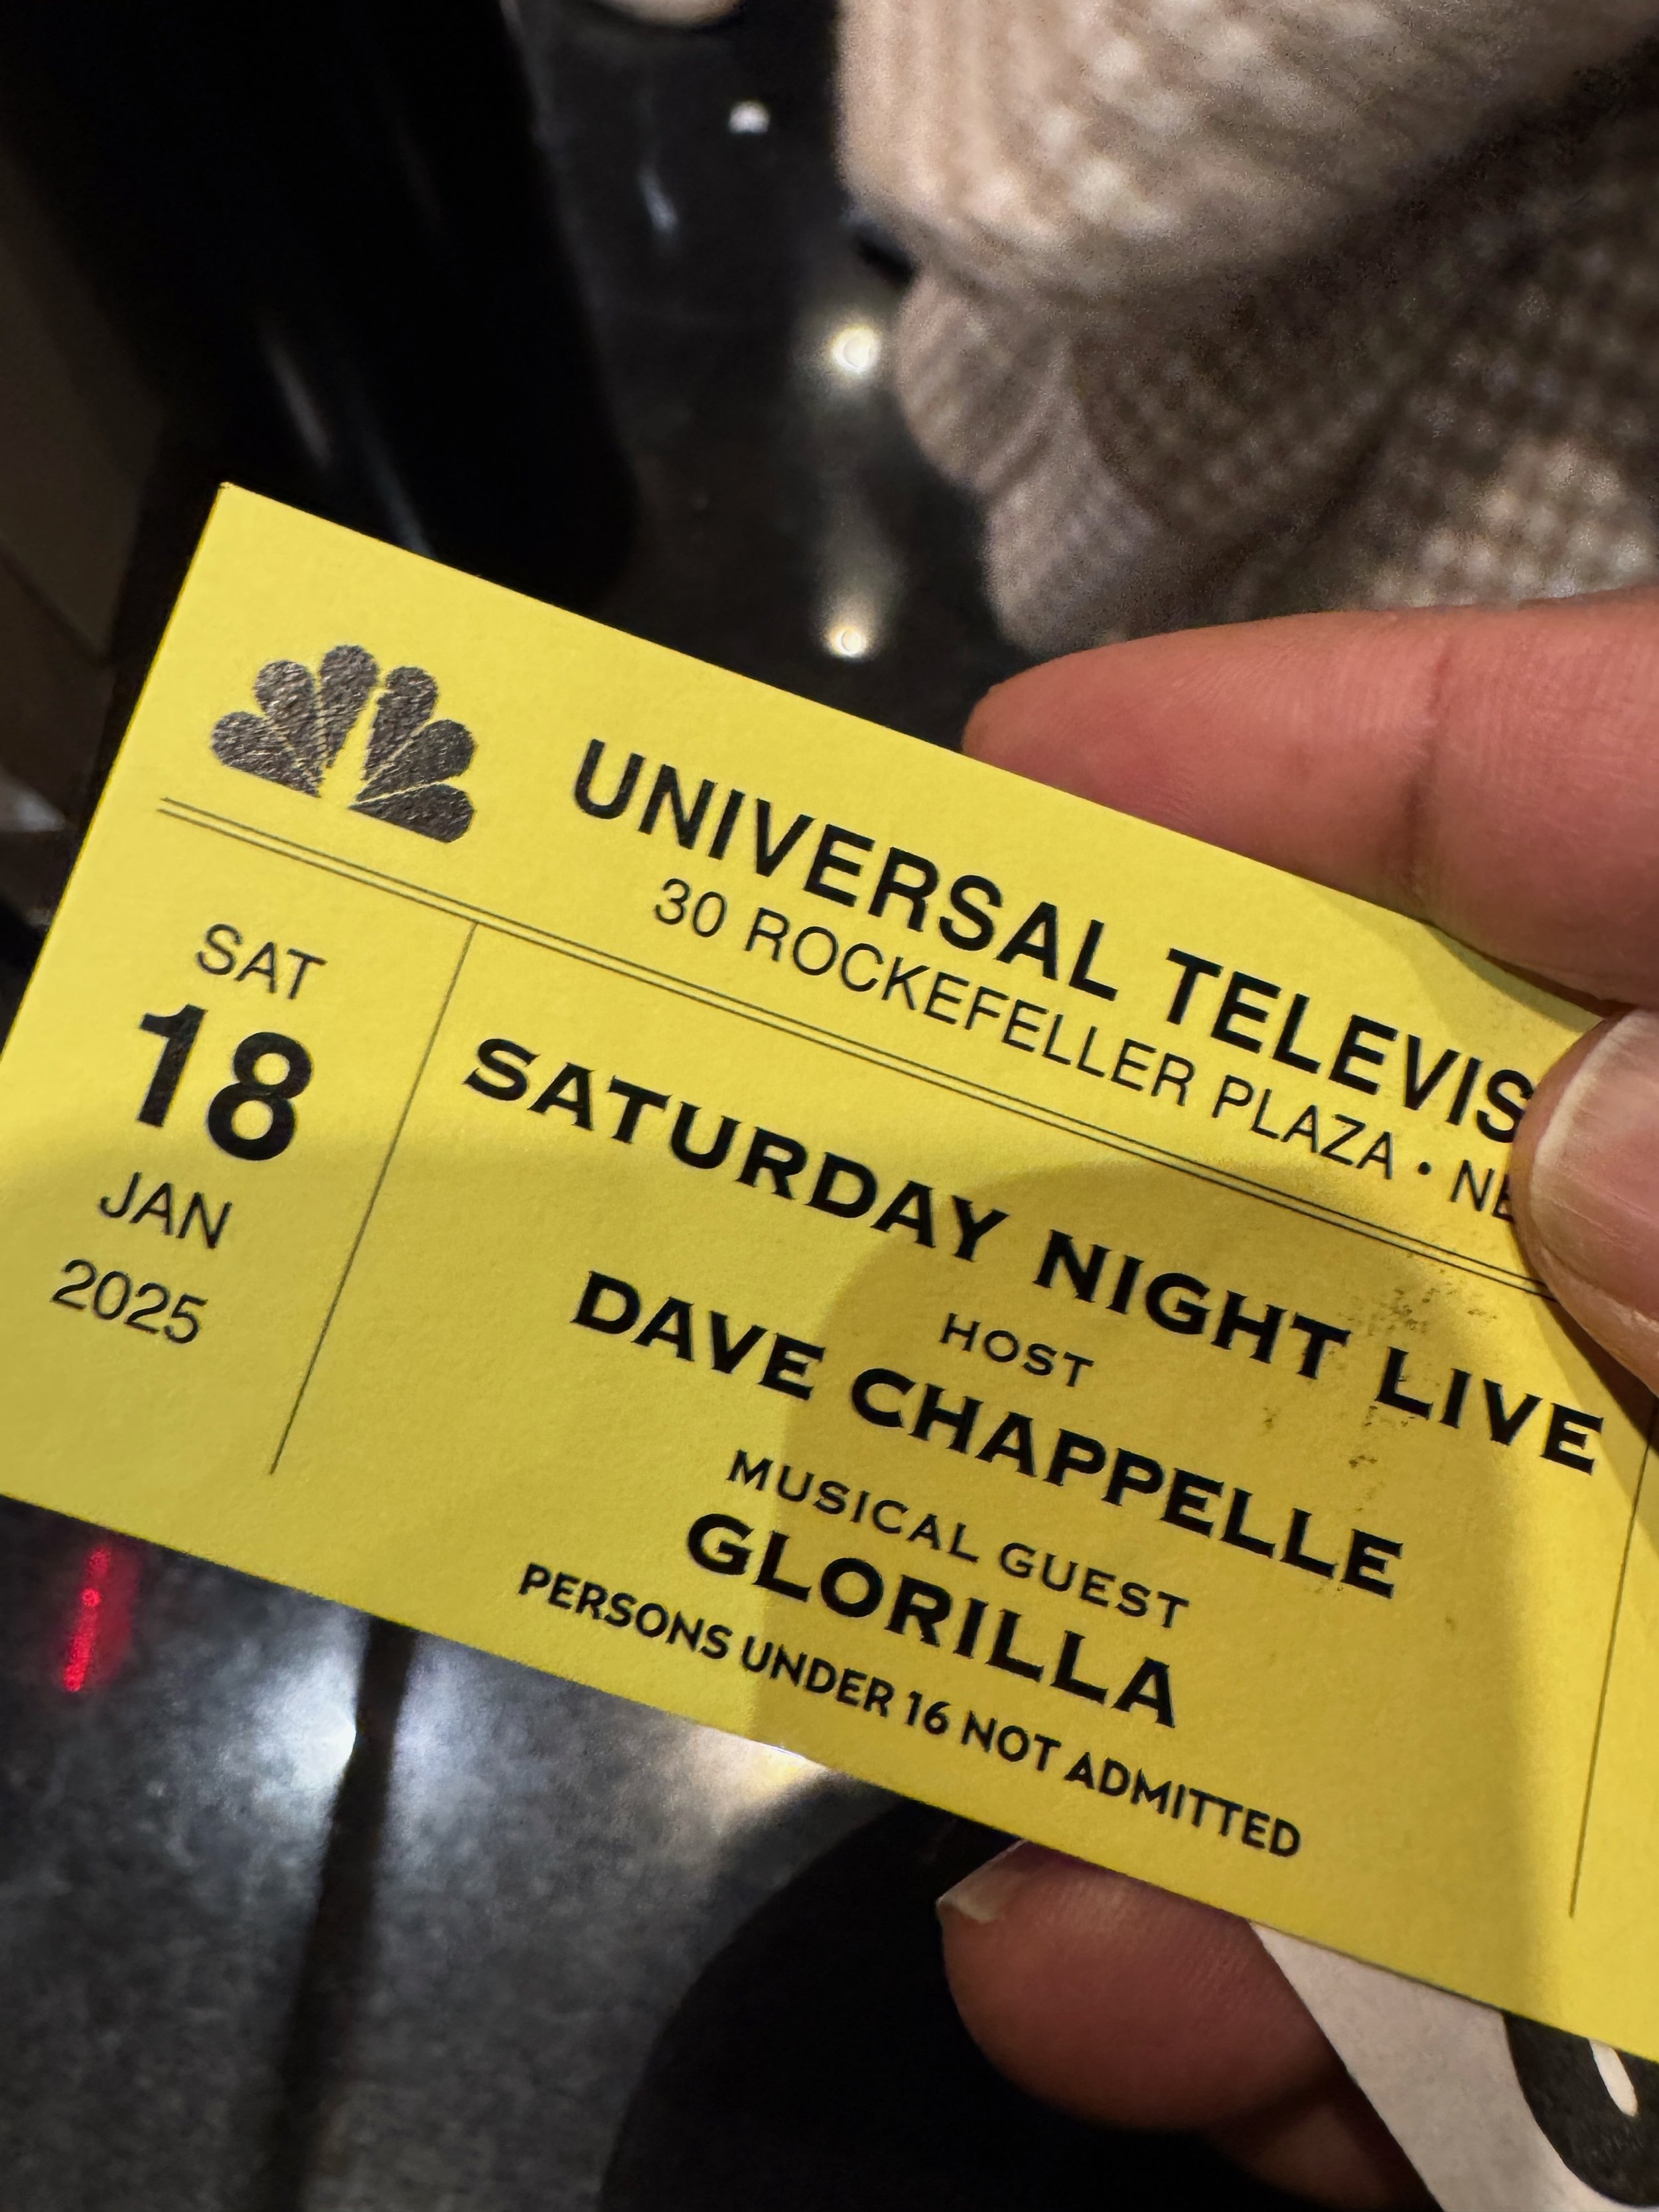 UNIVERSAL TELEVIS
30 ROCKEFELLER PLAZA • NE
SAT
18
JAN
2025
SATURDAY NIGHT LIVE
HOST
DAVE CHAPPELLE
MUSICAL GUEST
GLORILLA
PERSONS UNDER 16 NOT ADMITTED